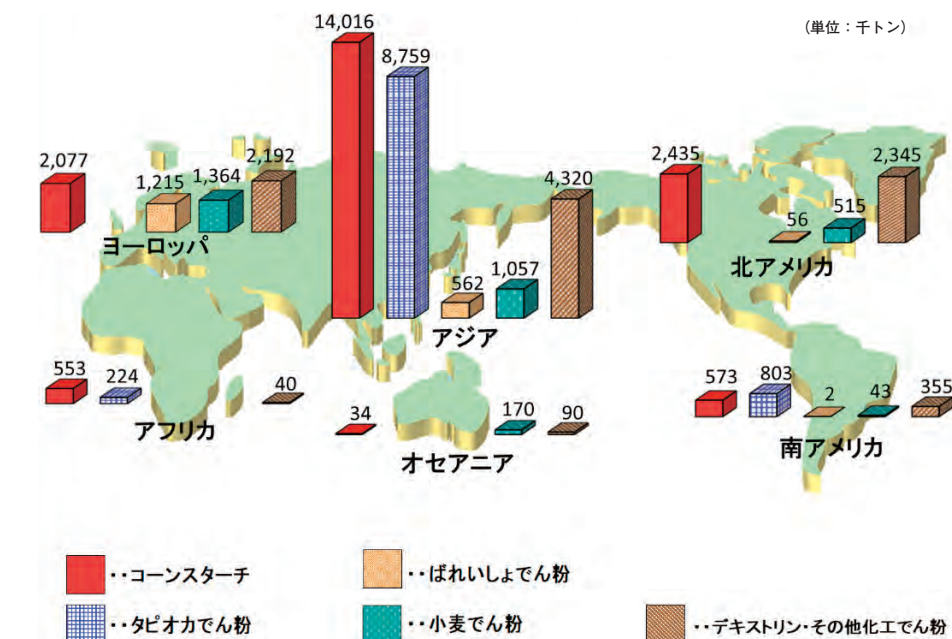 (単位：千トン)
14,016
8,759
2,077
1,215
1,364
2,192
ヨーロッパ
562
1,057
4,320
アジア
2,435
56
515
2,345
北アメリカ
553
224
40
アフリカ
34
170
90
オセアニア
573
803
2
43
355
南アメリカ
・・コーンスターチ
・・ばれいしょでん粉
・・タピオカでん粉
・・小麦でん粉
・・デキストリン・その他化工でん粉